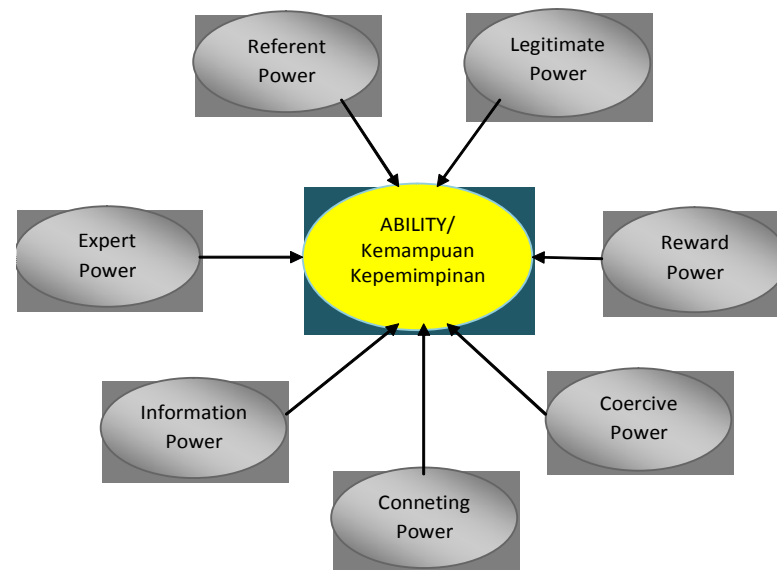 Referent
Power
Legitimate
Power
Expert
Power
ABILITY/
Kemampuan
Kepemimpinan
Reward
Power
Information
Power
Coercive
Power
Conneting
Power